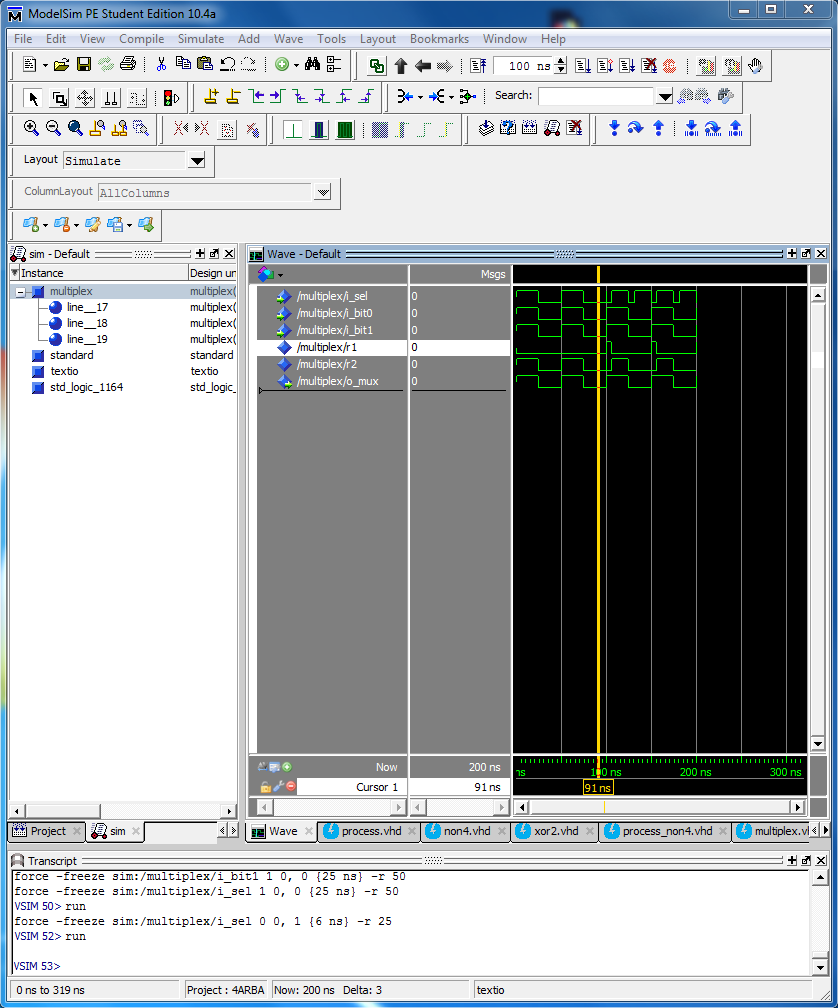 ModelSim PE Student Edition 10.4a
File Edit View Compile Simulate Add Wave Tools Layout Bookmarks Window Help
100 ns
Search:
Layout Simulate
ColumnLayout AllColumns
sim - Default
Instance Design un
multiplex multiplex(
line__17 multiplex(
line__18 multiplex(
line__19 multiplex(
standard standard
textio textio
std_logic_1164 std_logic_
Wave - Default
Msgs
/multiplex/i_sel 0
/multiplex/i_bit0 0
/multiplex/i_bit1 0
/multiplex/r1 0
/multiplex/r2 0
/multiplex/o_mux 0
Now 200 ns ns 100 ns 200 ns 300 ns
Cursor 1 91 ns 91 ns
Project sim
Wave process.vhd non4.vhd xor2.vhd process_non4.vhd multiplex.vl
Transcript
force -freeze sim:/multiplex/i_bit1 1 0, 0 {25 ns} -r 50
force -freeze sim:/multiplex/i_sel 1 0, 0 {25 ns} -r 50
VSIM 50> run
force -freeze sim:/multiplex/i_sel 0 0, 1 {6 ns} -r 25
VSIM 52> run
VSIM 53>
0 ns to 319 ns Project : 4ARBA Now: 200 ns Delta: 3 textio